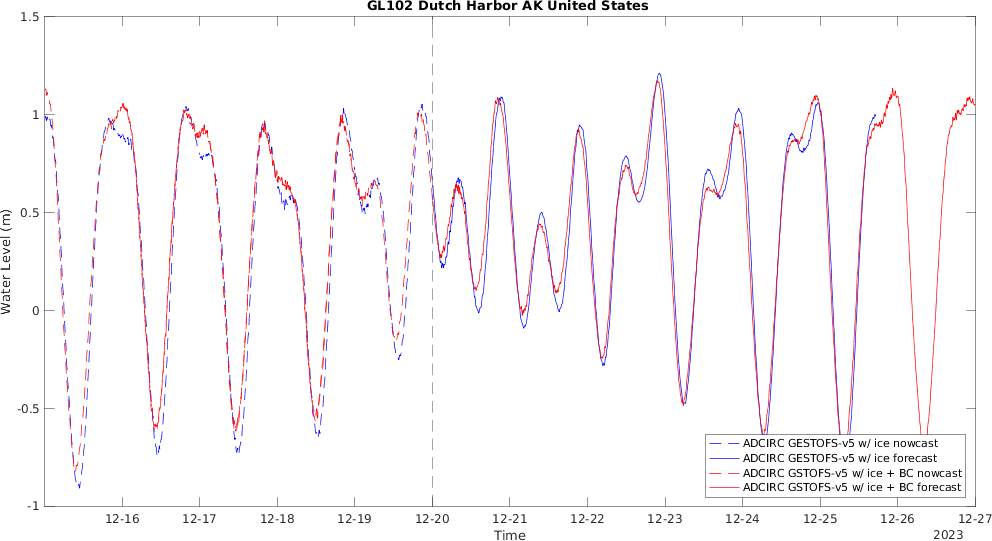 GL102 Dutch Harbor AK United States
1.5
1
0.5
0
-0.5
-1
Water Level (m)
ADCIRC GESTOFS-v5 w/ ice nowcast
ADCIRC GESTOFS-v5 w/ ice forecast
ADCIRC GSTOFS-v5 w/ ice + BC nowcast
ADCIRC GSTOFS-v5 w/ ice + BC forecast
12-16 12-17 12-18 12-19 12-20 12-21 12-22 12-23 12-24 12-25 12-26 12-27
Time
2023